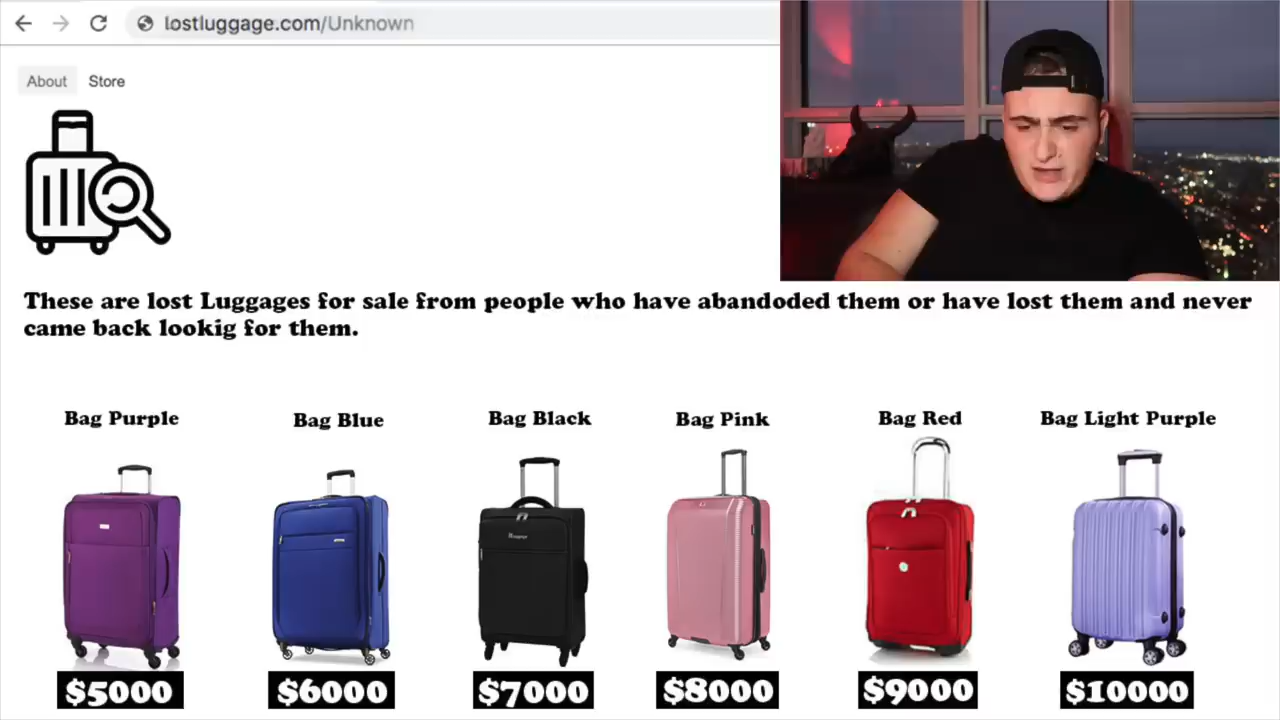 lostluggage.com/Unknown
About Store
These are lost Luggages for sale from people who have abandoded them or have lost them and never
came back lookig for them.
Bag Purple Bag Blue Bag Black Bag Pink Bag Red Bag Light Purple
$5000 $6000 $7000 $8000 $9000 $10000